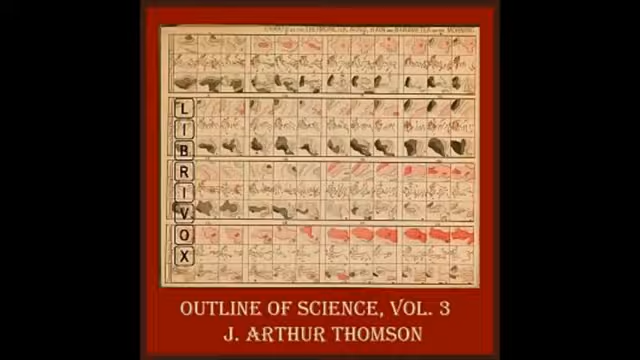 LIBRIVOX
OUTLINE OF SCIENCE, VOL. 3
J. ARTHUR THOMSON